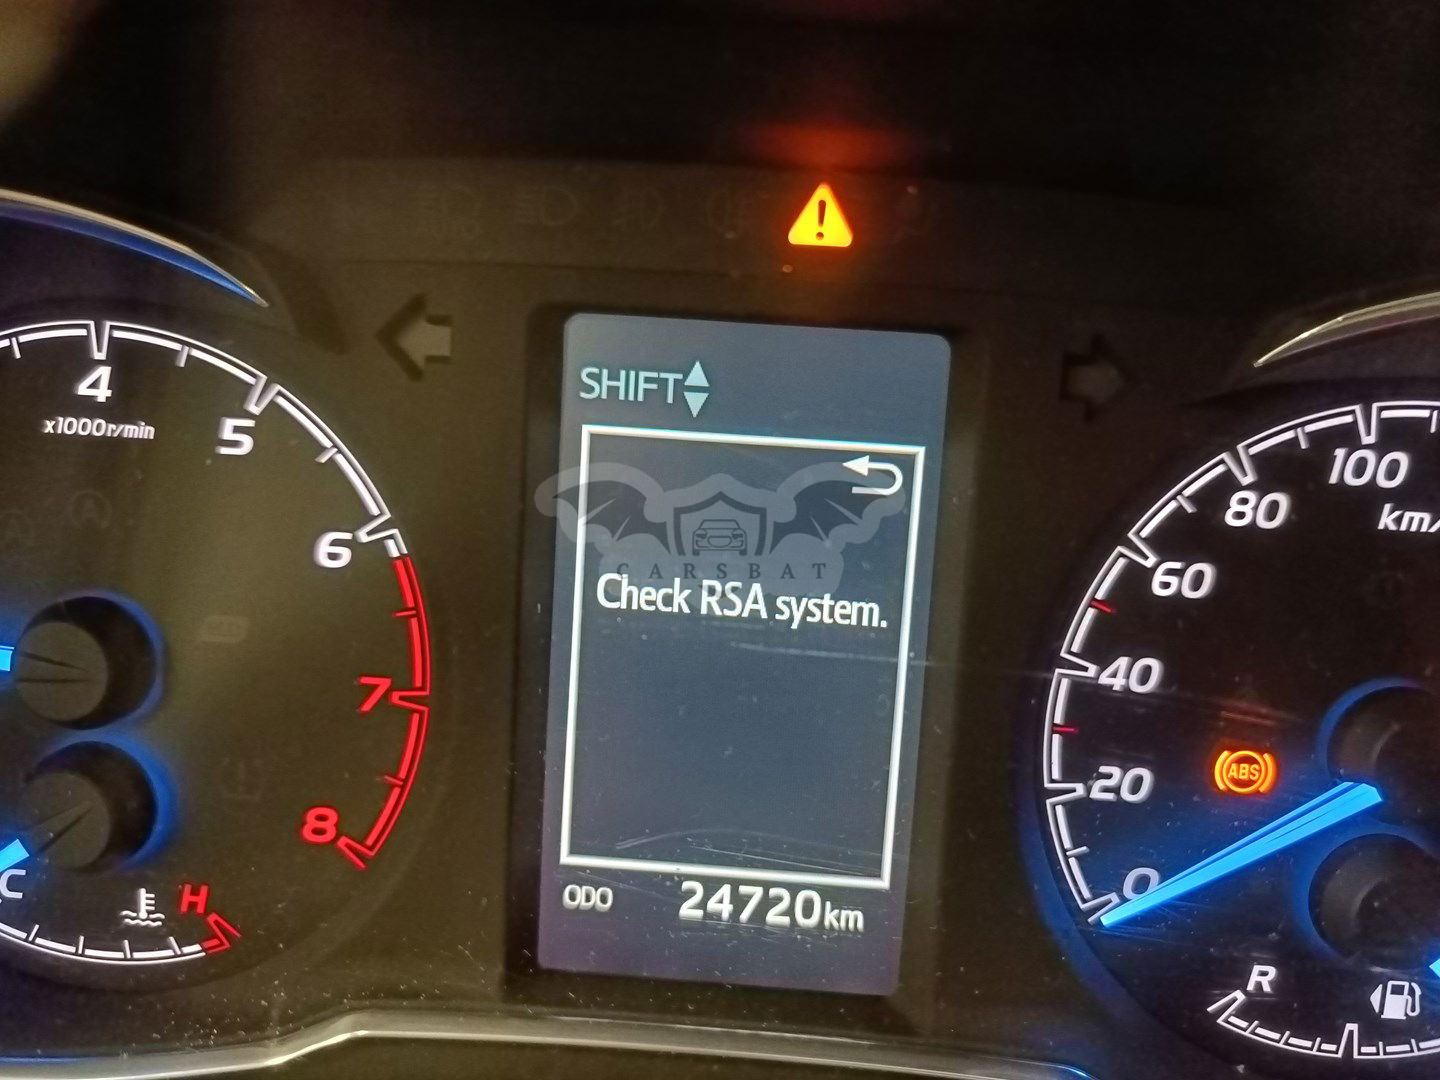 SHIFT
4
x1000r/min
5
6
7
8
C
H
CARSBAT
Check RSA system.
ODO 24720km
100
80
km/
60
40
20
0
ABS
R